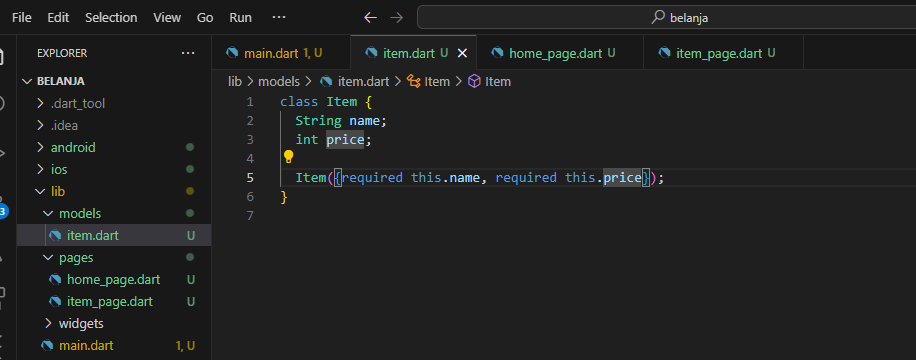 File Edit Selection View Go Run ··· ← → belanja
EXPLORER ···
BELANJA
.dart_tool
.idea
android
ios
lib
models
item.dart U
pages
home_page.dart U
item_page.dart U
widgets
main.dart 1, U
main.dart 1, U item.dart U × home_page.dart U item_page.dart U
lib > models > item.dart > Item > Item
1 class Item {
2 String name;
3 int price;
4
5 Item({required this.name, required this.price});
6 }
7
3